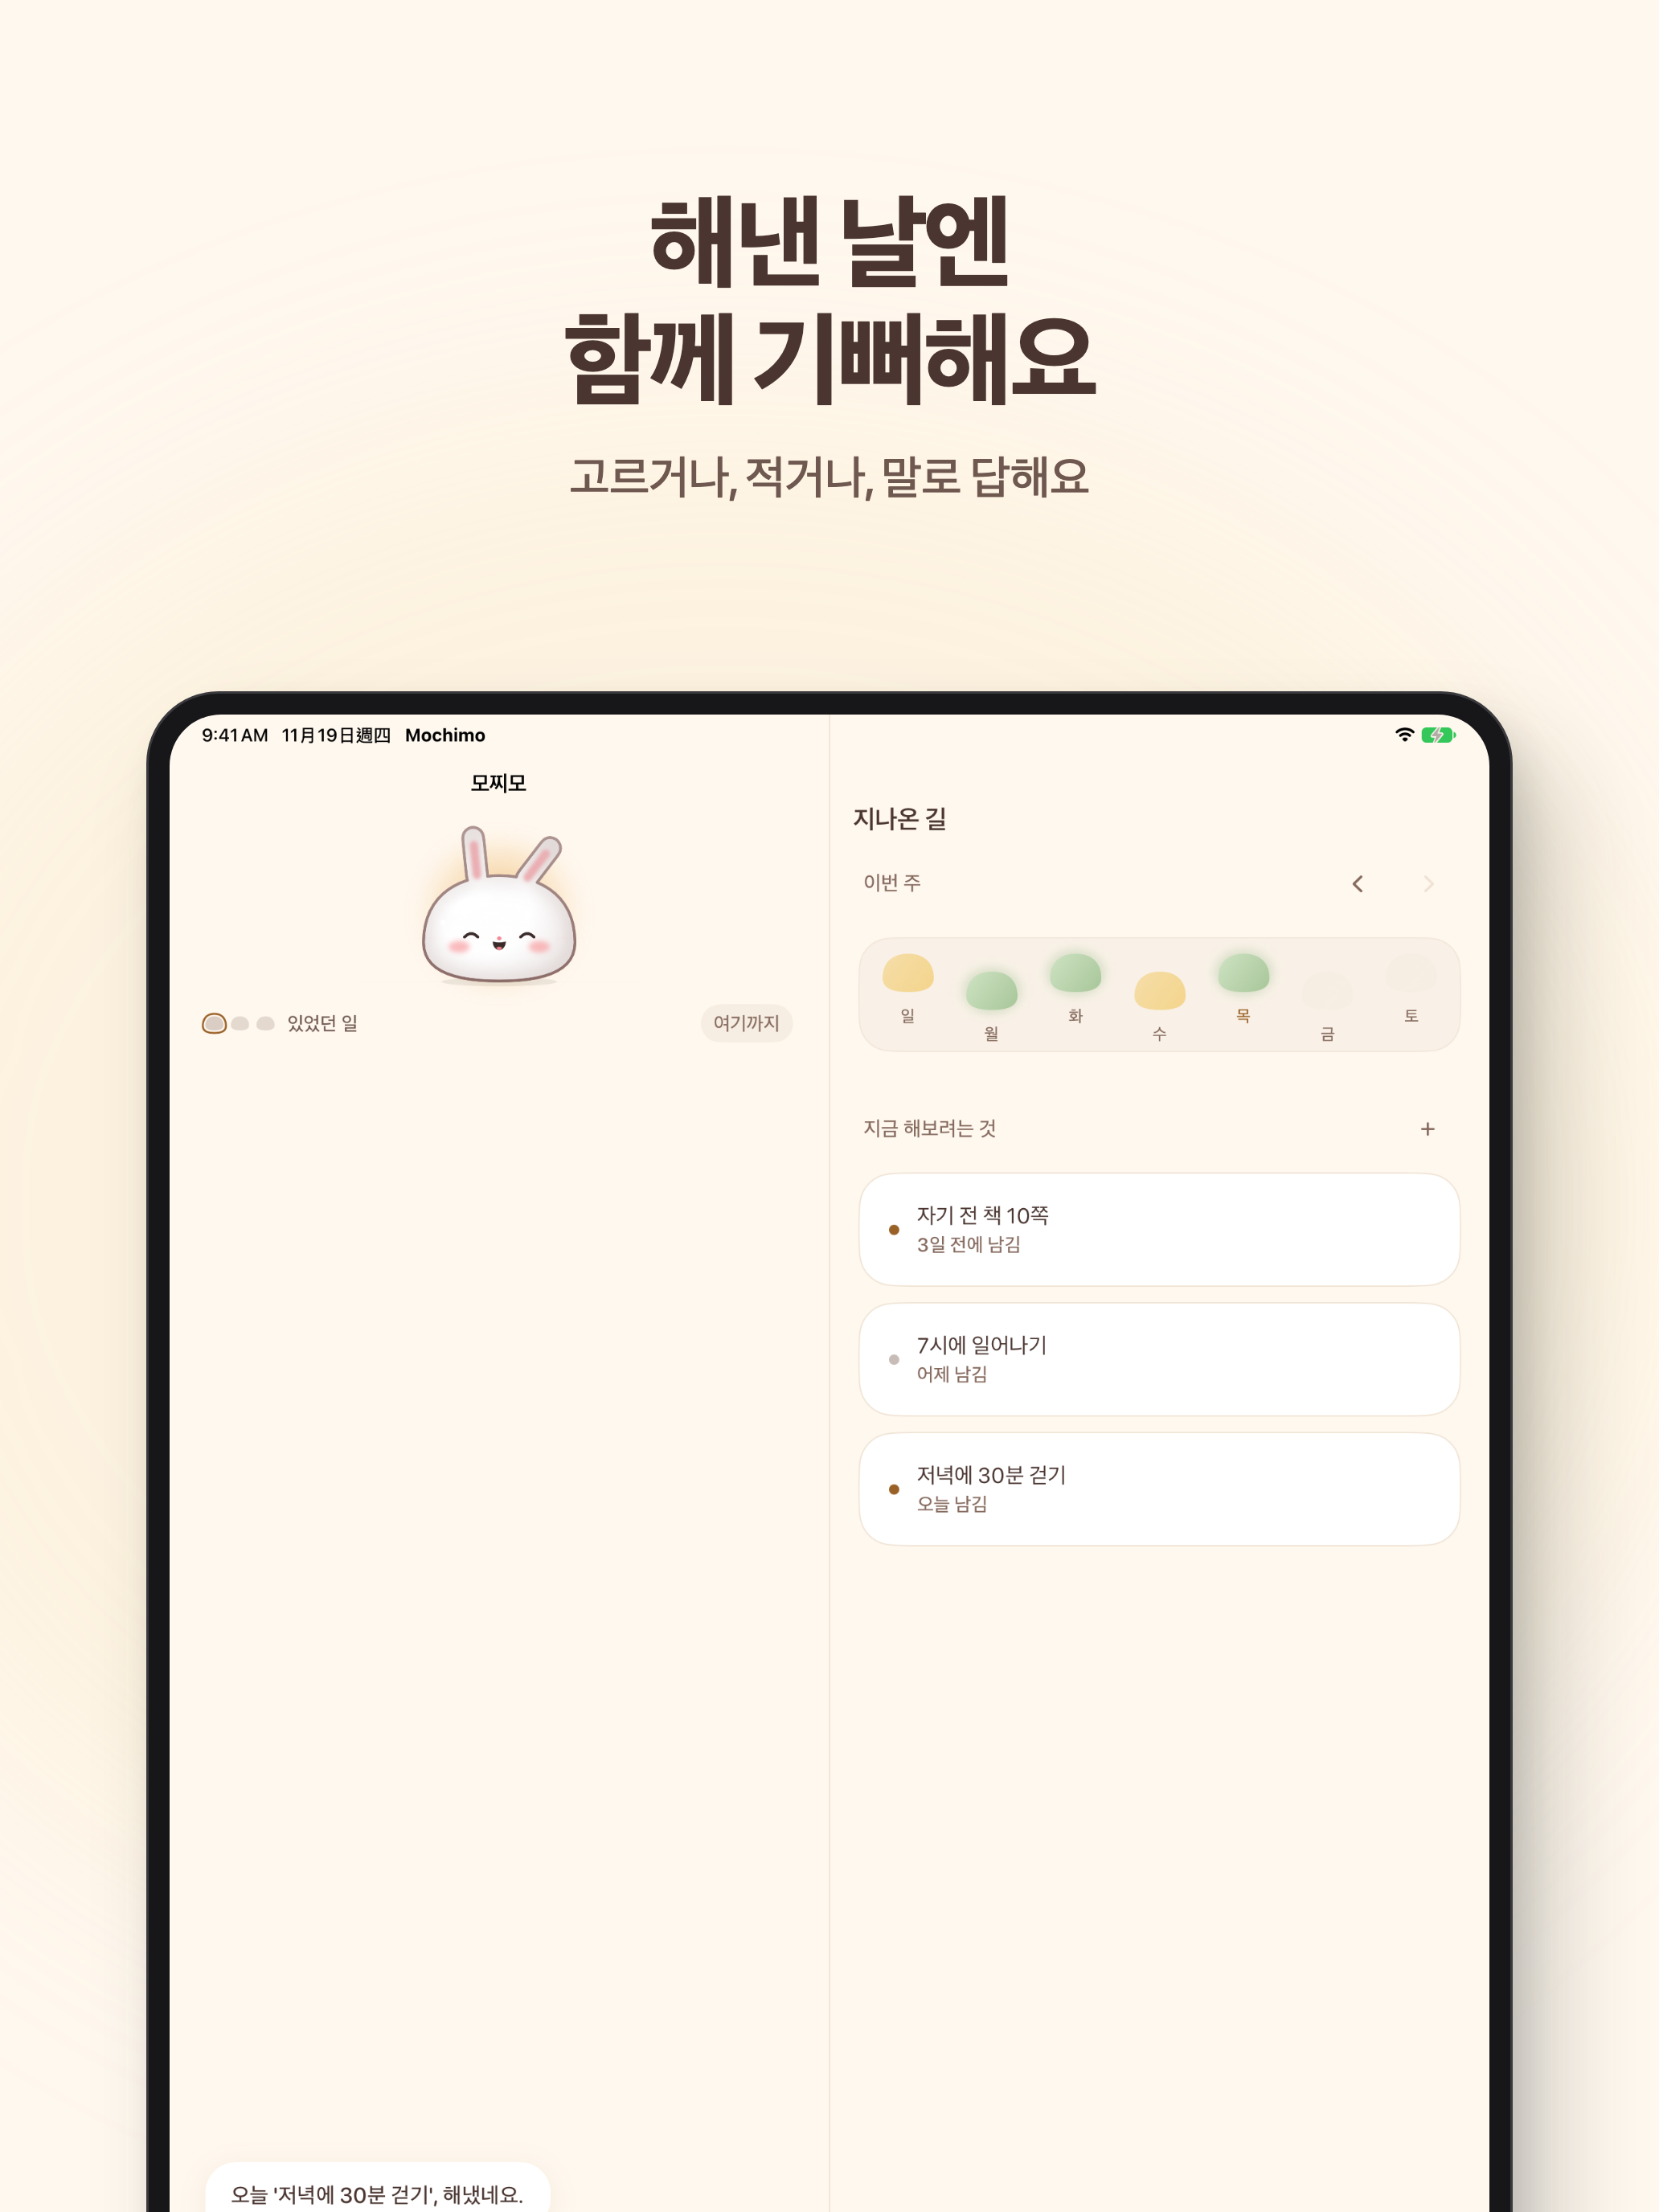 해낸 날엔
함께 기뻐해요
고르거나, 적거나, 말로 답해요
9:41 AM 11月19日週四 Mochimo
모찌모
있었던 일
여기까지
오늘 '저녁에 30분 걷기', 해냈네요.
지나온 길
이번 주
일 월 화 수 목 금 토
지금 해보려는 것
+
자기 전 책 10쪽
3일 전에 남김
7시에 일어나기
어제 남김
저녁에 30분 걷기
오늘 남김